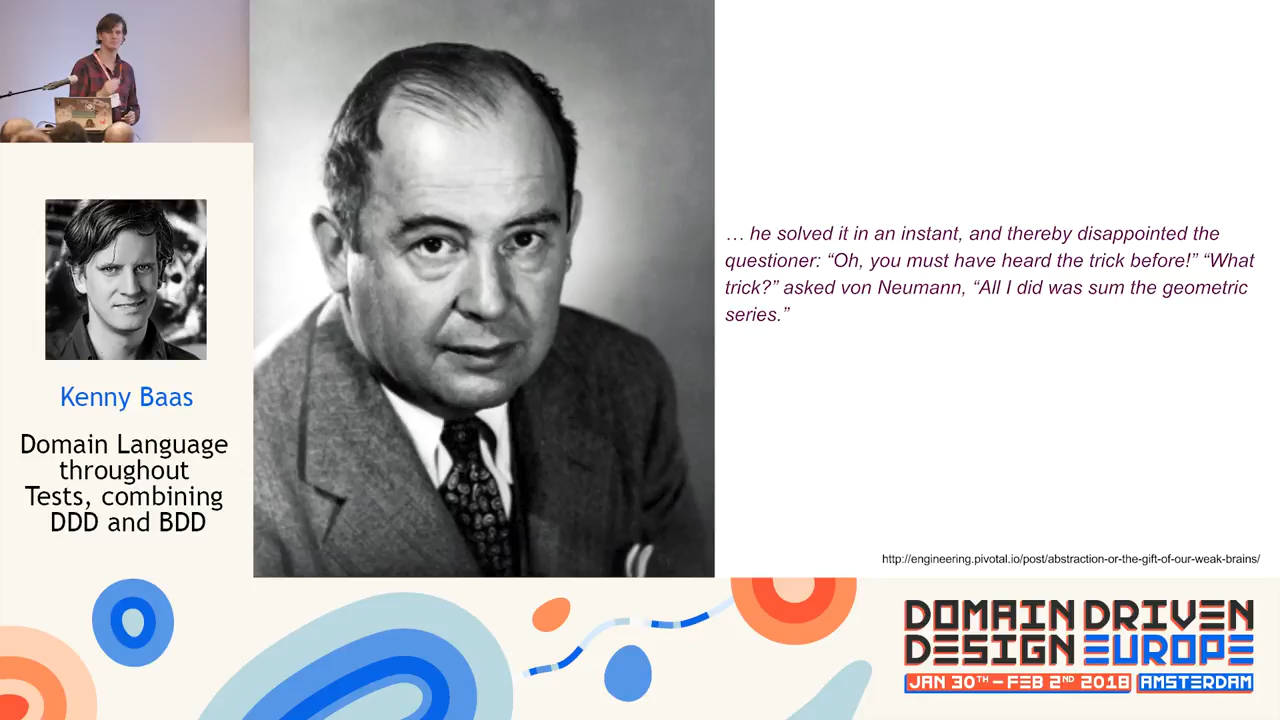 Kenny Baas
Domain Language
throughout
Tests, combining
DDD and BDD
… he solved it in an instant, and thereby disappointed the
questioner: “Oh, you must have heard the trick before!” “What
trick?” asked von Neumann, “All I did was sum the geometric
series.”
http://engineering.pivotal.io/post/abstraction-or-the-gift-of-our-weak-brains/
DOMAIN DRIVEN
DESIGN EUROPE
JAN 30TH – FEB 2ND 2018 AMSTERDAM